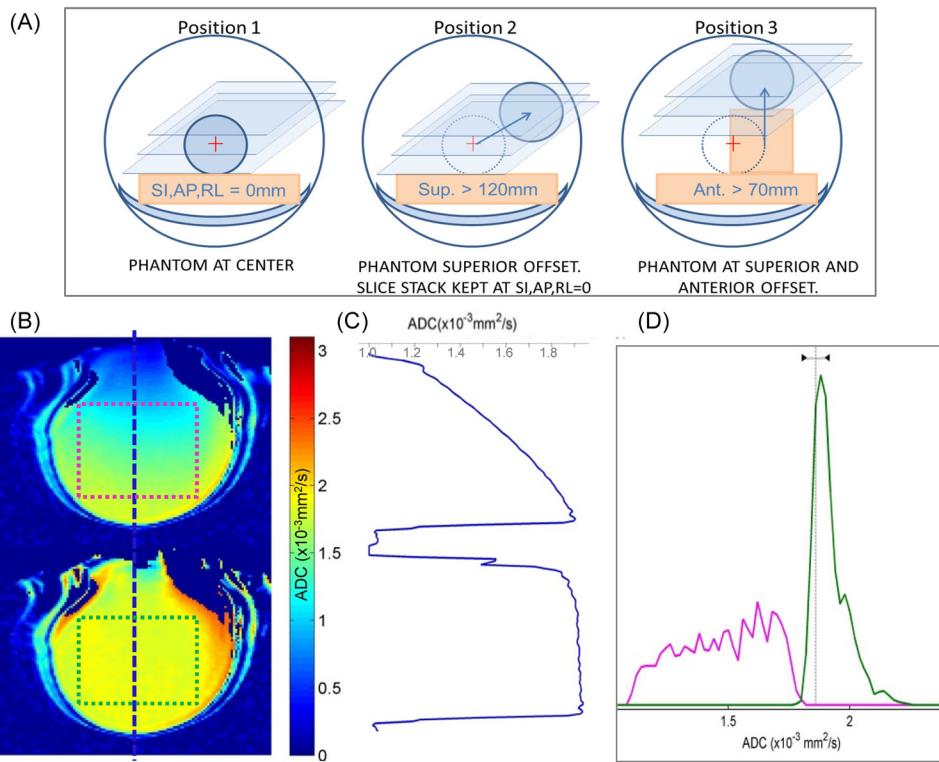 (A)
Position 1
Position 2
Position 3
SI,AP,RL = 0mm
Sup. > 120mm
Ant. > 70mm
PHANTOM AT CENTER
PHANTOM SUPERIOR OFFSET.
SLICE STACK KEPT AT SI,AP,RL=0
PHANTOM AT SUPERIOR AND
ANTERIOR OFFSET.
(B)
3
2.5
2
1.5
1
0.5
0
ADC (x10⁻³mm²/s)
(C)
ADC(x10⁻³mm²/s)
1.0
1.2
1.4
1.6
1.8
(D)
1.5
2
ADC (x10⁻³ mm²/s)